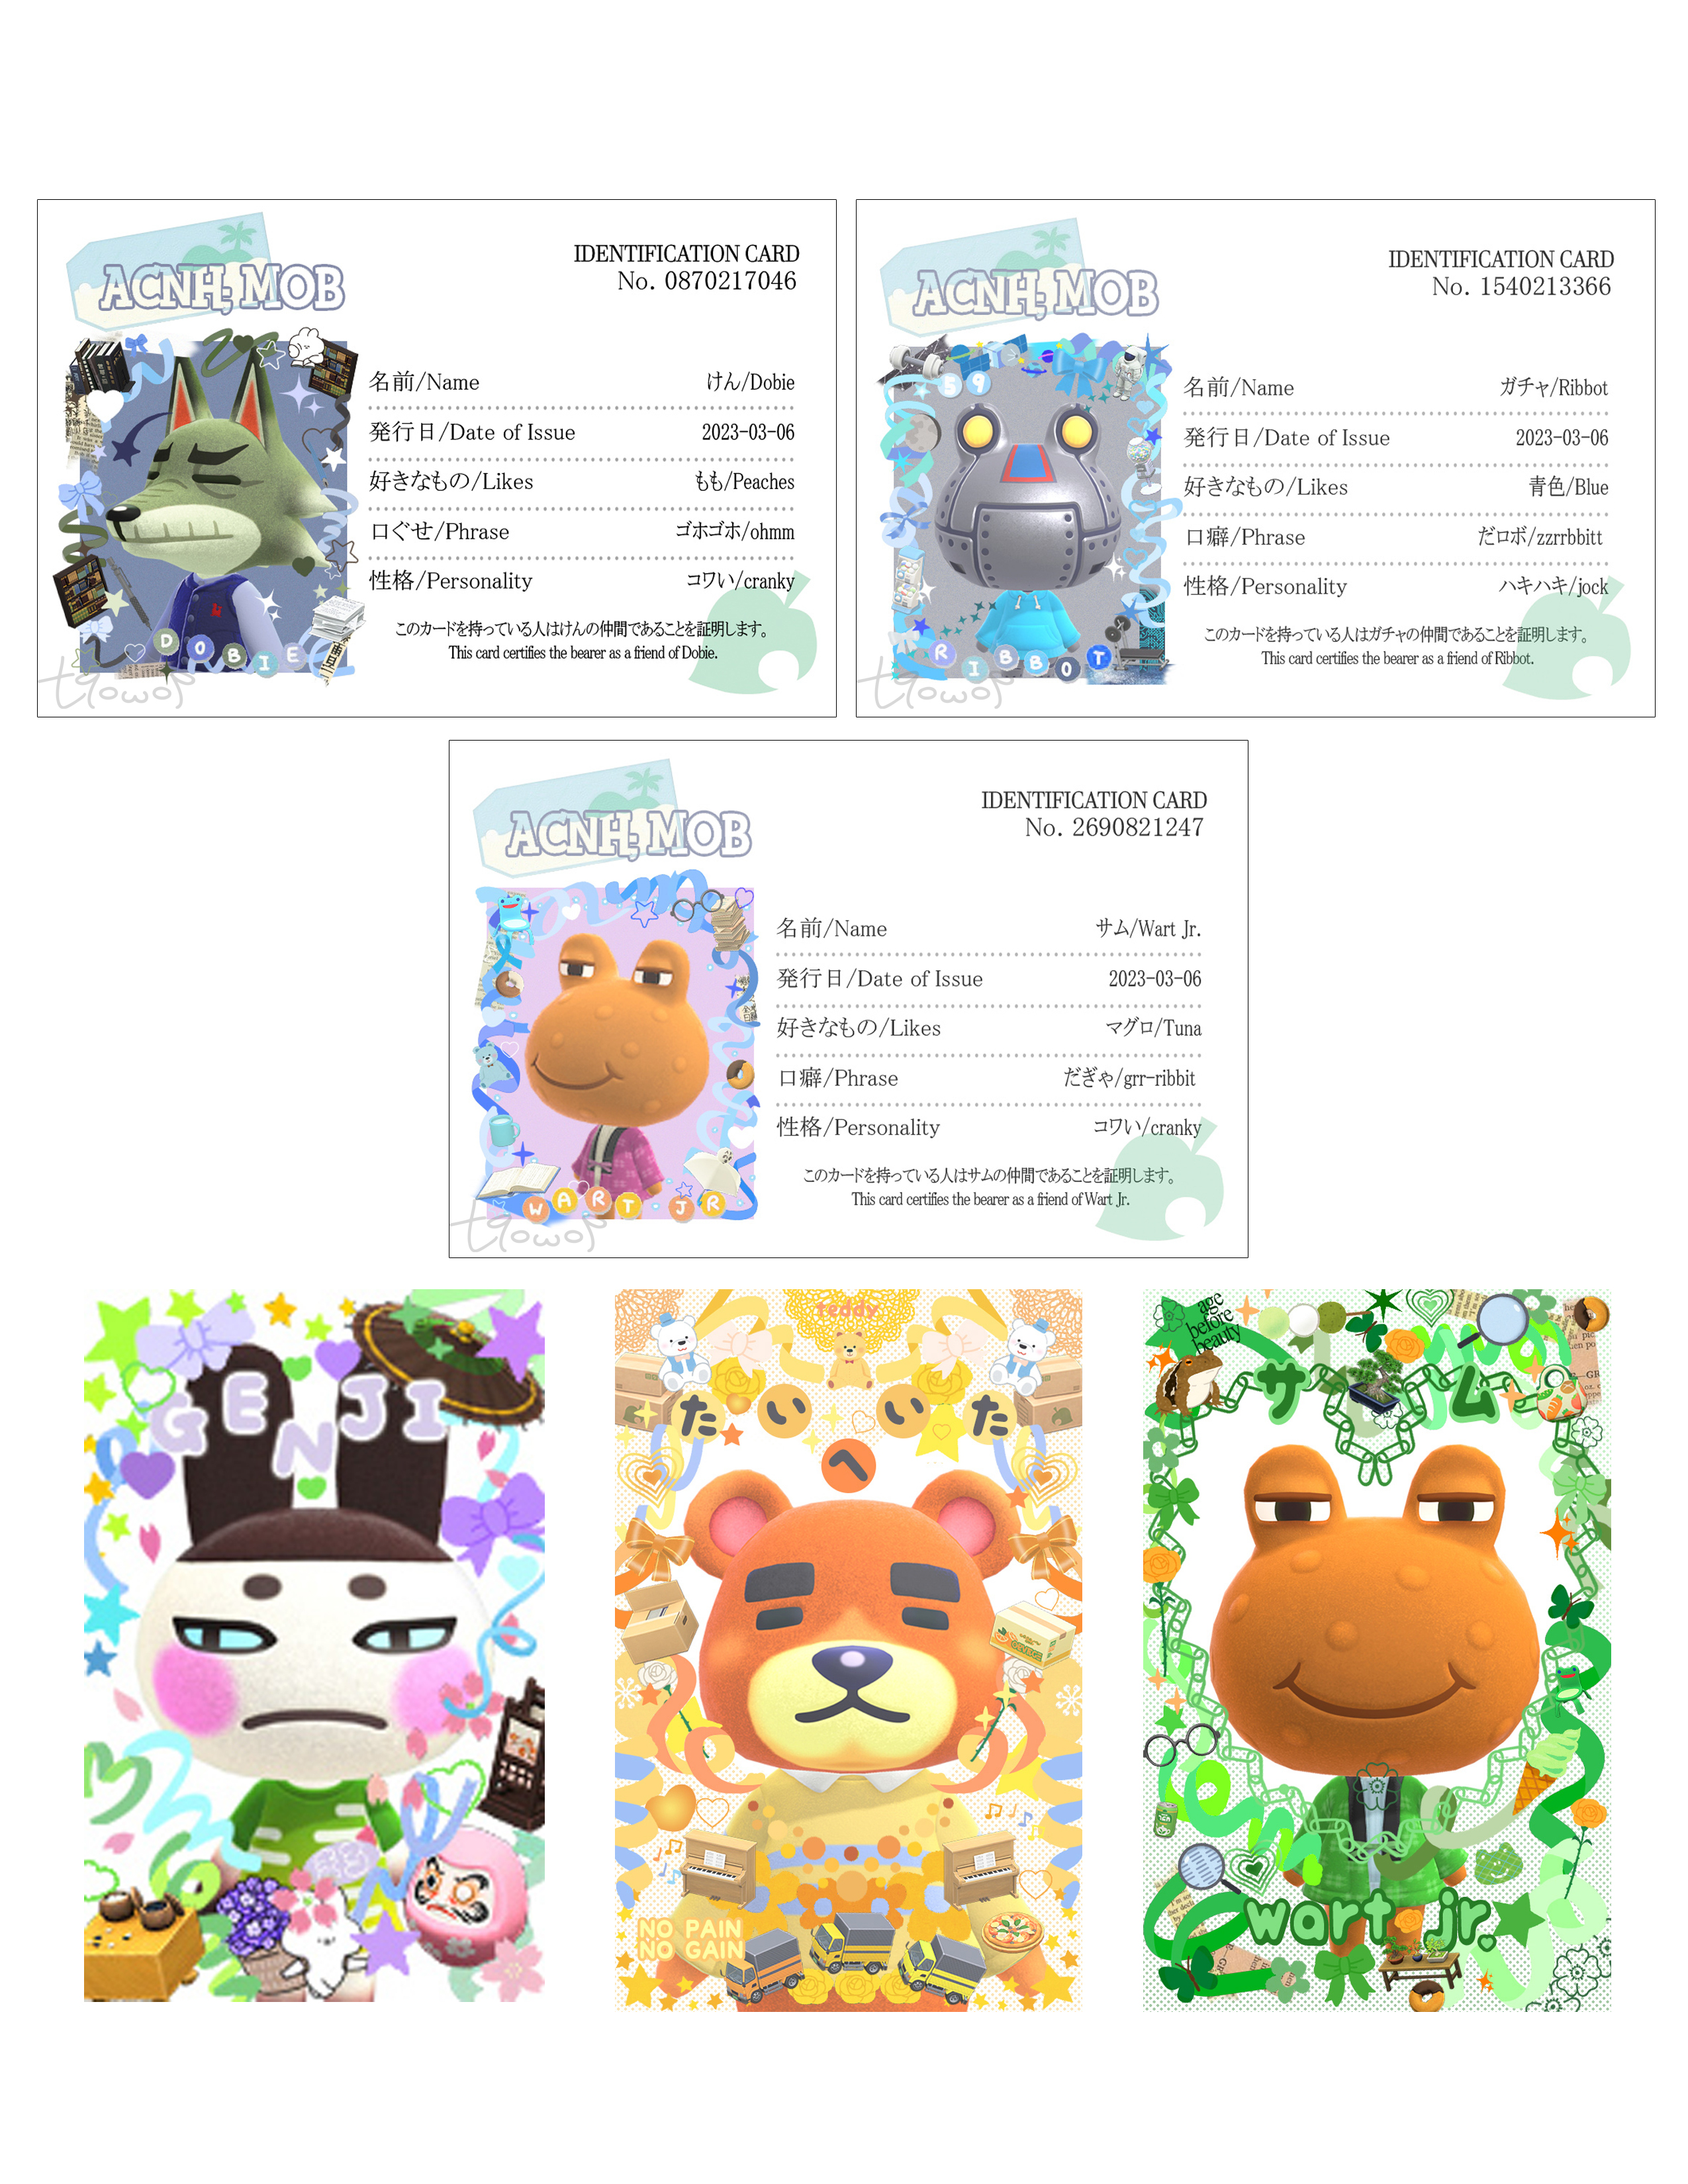 ACNH, MOB
IDENTIFICATION CARD
No. 0870217046
名前/Name けん/Dobie
発行日/Date of Issue 2023-03-06
好きなもの/Likes もも/Peaches
口ぐせ/Phrase ゴホゴホ/ohmm
性格/Personality コワい/cranky
このカードを持っている人はけんの仲間であることを証明します。
This card certifies the bearer as a friend of Dobie.
DOBIE
ACNH, MOB
IDENTIFICATION CARD
No. 1540213366
59
名前/Name ガチャ/Ribbot
発行日/Date of Issue 2023-03-06
好きなもの/Likes 青色/Blue
口癖/Phrase だロボ/zzrrbbitt
性格/Personality ハキハキ/jock
このカードを持っている人はガチャの仲間であることを証明します。
This card certifies the bearer as a friend of Ribbot.
RIBBOT
ACNH, MOB
IDENTIFICATION CARD
No. 2690821247
名前/Name サム/Wart Jr.
発行日/Date of Issue 2023-03-06
好きなもの/Likes マグロ/Tuna
口癖/Phrase だぎゃ/grr-ribbit
性格/Personality コワい/cranky
このカードを持っている人はサムの仲間であることを証明します。
This card certifies the bearer as a friend of Wart Jr.
WART JR
GENJI
teddy
たいいた
へ
NO PAIN
NO GAIN
age
before
beauty
サム
wart jr.